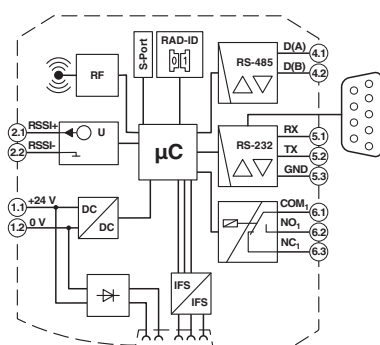 S-Port
RAD-ID
0 1
RF
RS-485
D(A) 4.1
D(B) 4.2
2.1 RSSI+
2.2 RSSI-
U
µC
RS-232
RX 5.1
TX 5.2
GND 5.3
1.1 +24 V
1.2 0 V
DC
DC
COM1 6.1
NO1 6.2
NC1 6.3
IFS
IFS